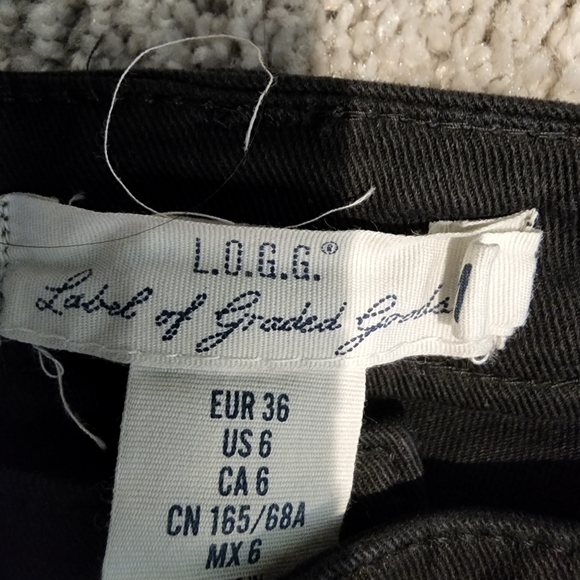 L.O.G.G.®
Label of Graded Goods
EUR 36
US 6
CA 6
CN 165/68A
MX 6